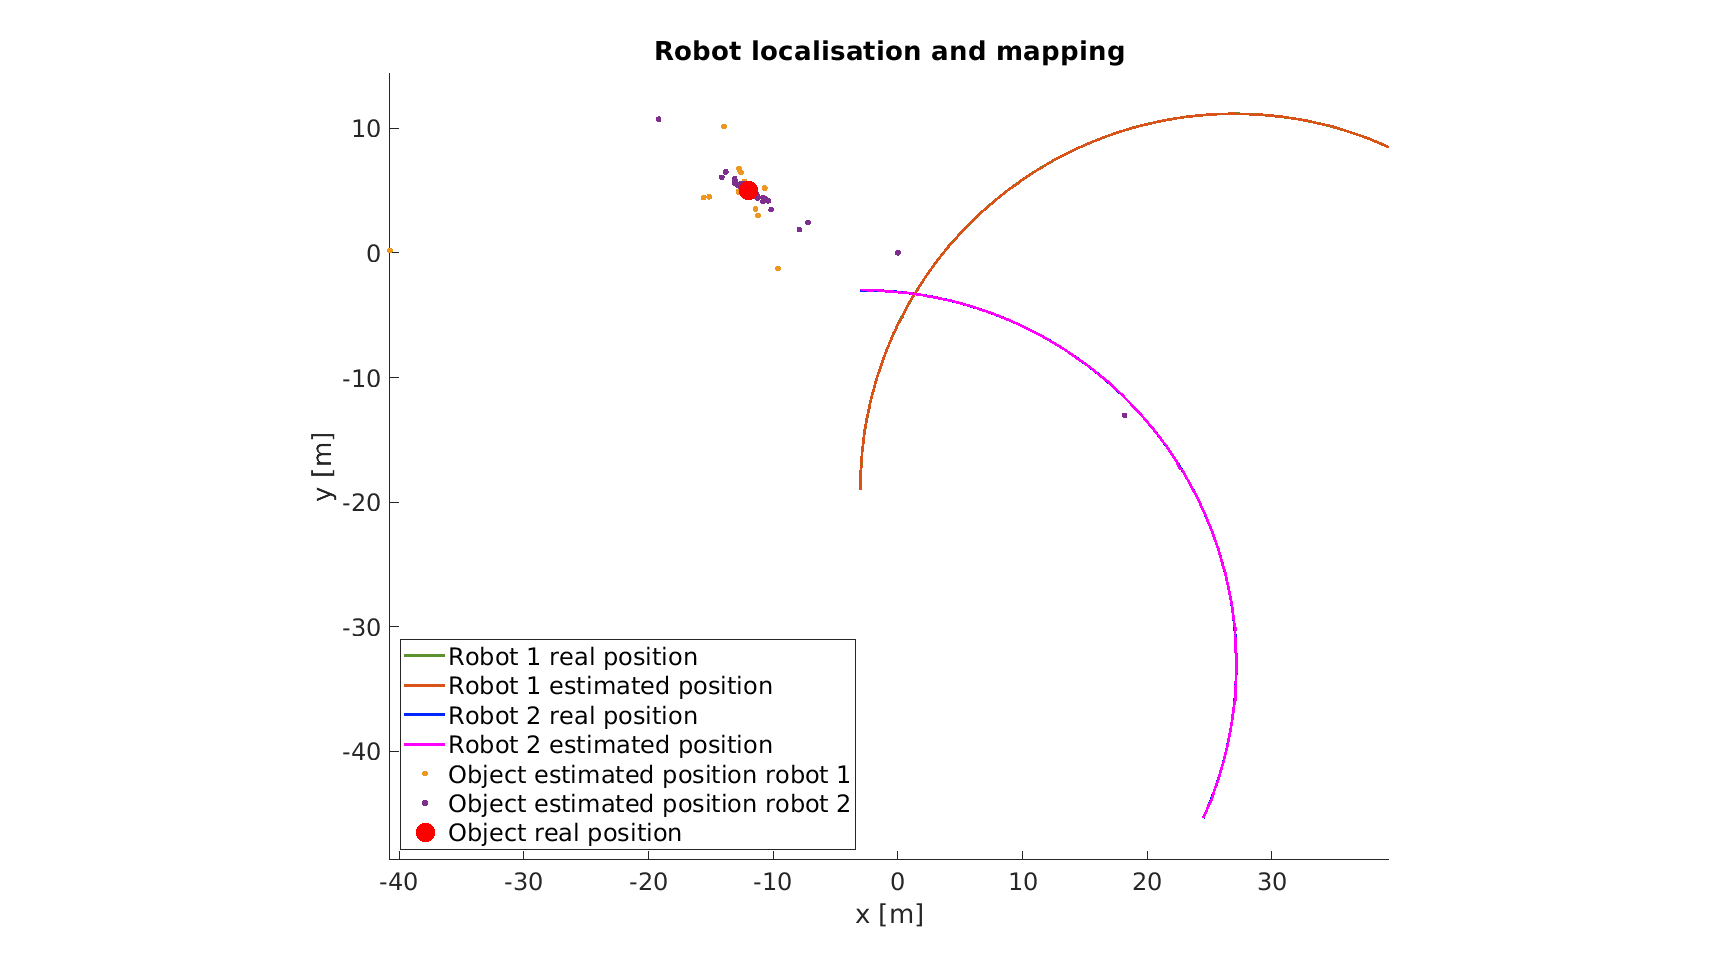 Robot localisation and mapping
10
0
-10
-20
-30
-40
y [m]
Robot 1 real position
Robot 1 estimated position
Robot 2 real position
Robot 2 estimated position
Object estimated position robot 1
Object estimated position robot 2
Object real position
-40 -30 -20 -10 0 10 20 30
x [m]